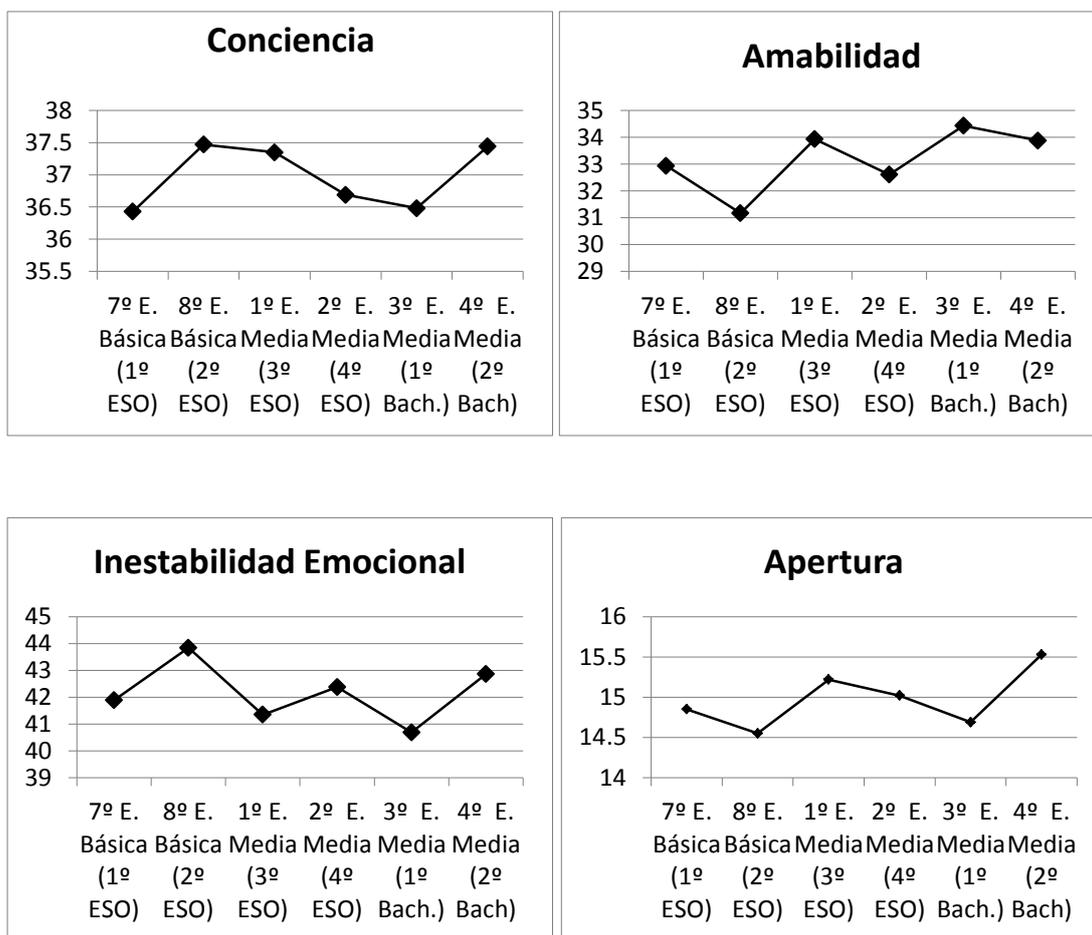 Conciencia
38
37.5
37
36.5
36
35.5
7º E. 8º E. 1º E. 2º E. 3º E. 4º E.
Básica Básica Media Media Media Media
(1º (2º (3º (4º (1º (2º
ESO) ESO) ESO) ESO) Bach.) Bach)
Amabilidad
35
34
33
32
31
30
29
7º E. 8º E. 1º E. 2º E. 3º E. 4º E.
Básica Básica Media Media Media Media
(1º (2º (3º (4º (1º (2º
ESO) ESO) ESO) ESO) Bach.) Bach)
Inestabilidad Emocional
45
44
43
42
41
40
39
7º E. 8º E. 1º E. 2º E. 3º E. 4º E.
Básica Básica Media Media Media Media
(1º (2º (3º (4º (1º (2º
ESO) ESO) ESO) ESO) Bach.) Bach)
Apertura
16
15.5
15
14.5
14
7º E. 8º E. 1º E. 2º E. 3º E. 4º E.
Básica Básica Media Media Media Media
(1º (2º (3º (4º (1º (2º
ESO) ESO) ESO) ESO) Bach.) Bach)